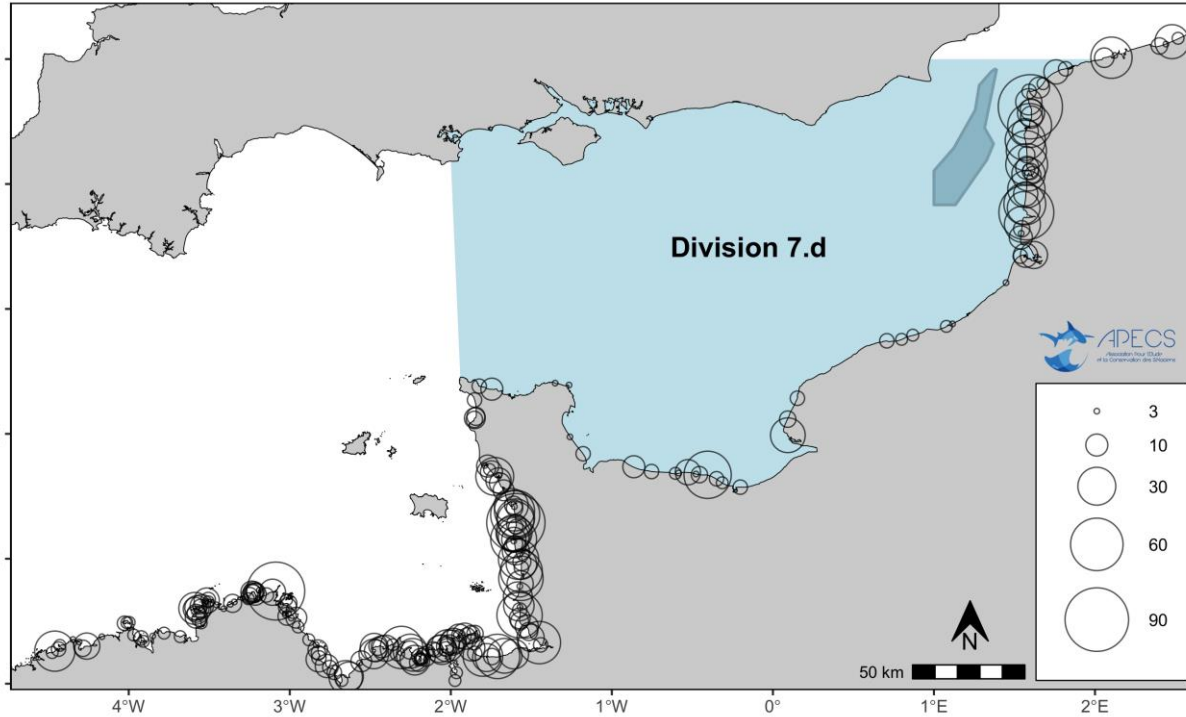 Division 7.d
APECS
Association Pour l'Etude
et la Conservation des Sélaciens
3
10
30
60
90
N
50 km
4°W
3°W
2°W
1°W
0°
1°E
2°E